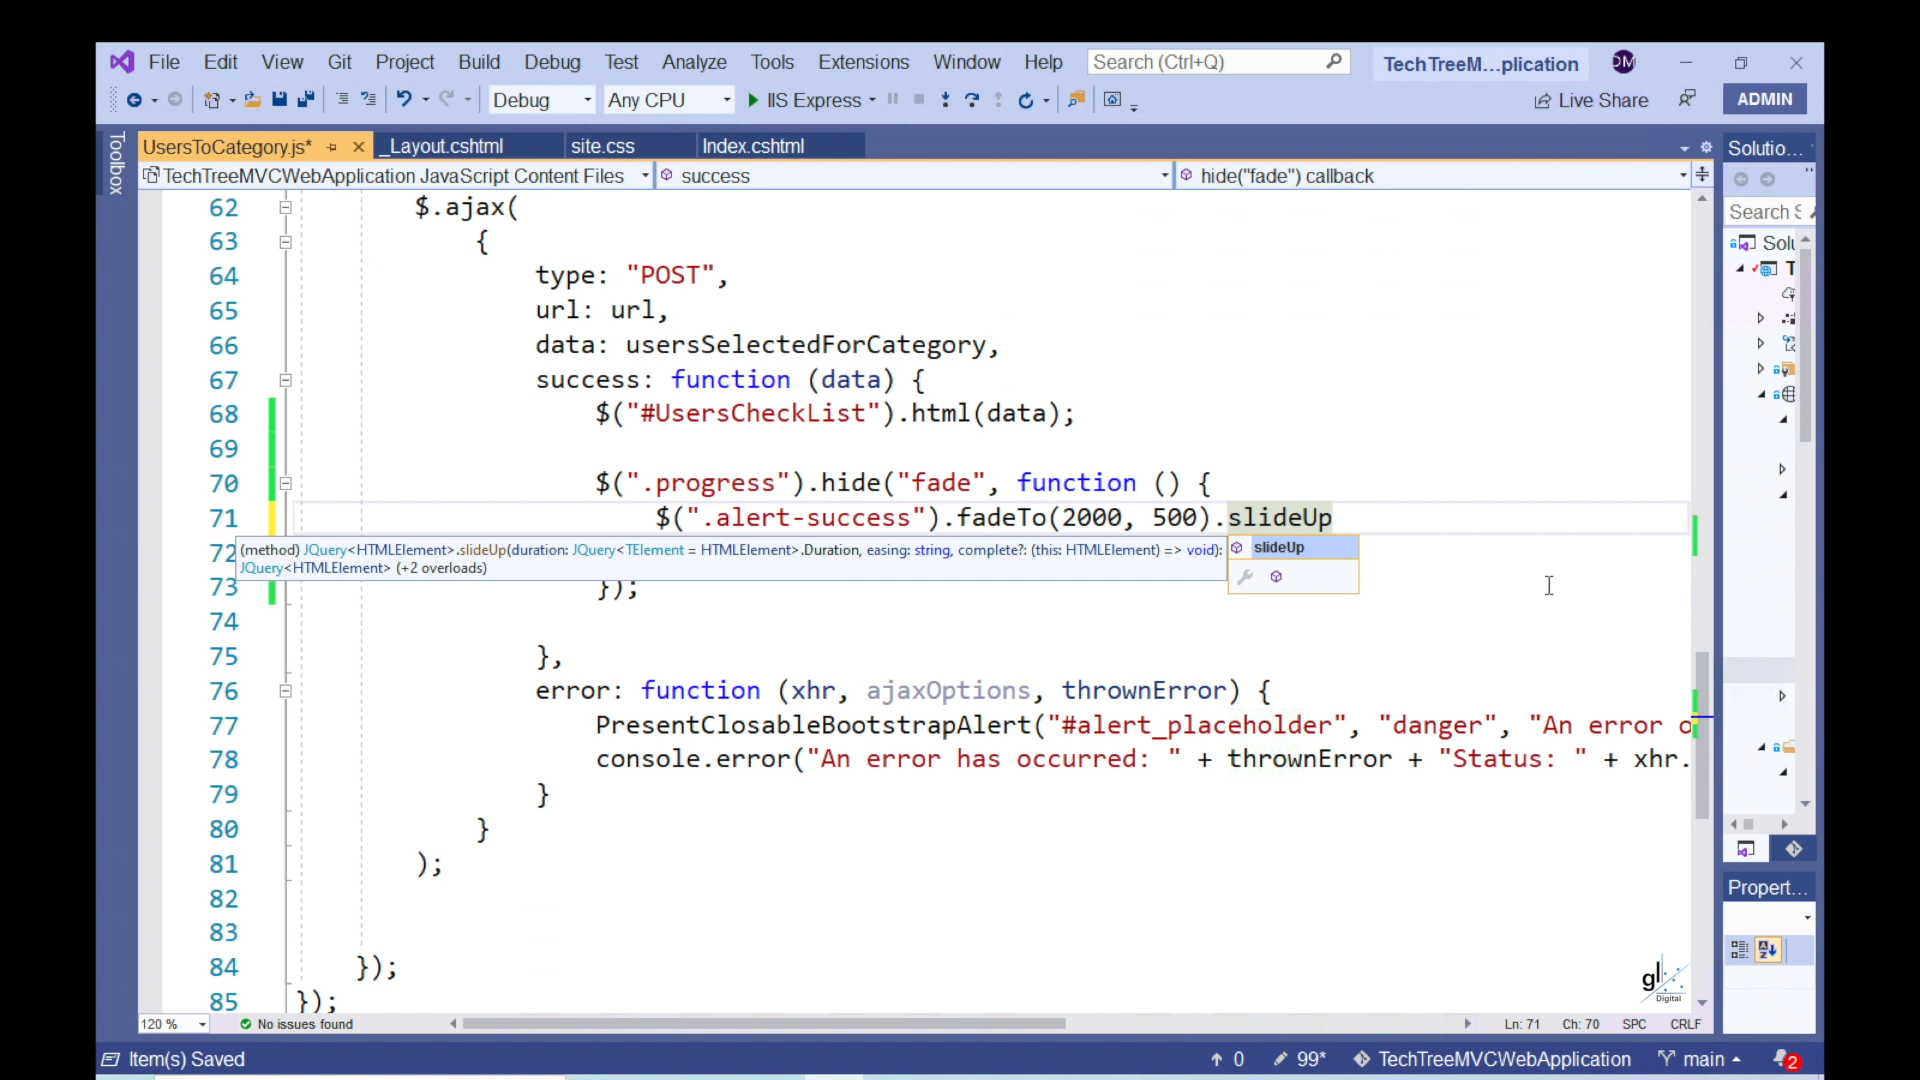 File Edit View Git Project Build Debug Test Analyze Tools Extensions Window Help Search (Ctrl+Q) TechTreeM...plication DM
Debug Any CPU IIS Express Live Share ADMIN
Toolbox
UsersToCategory.js* _Layout.cshtml site.css Index.cshtml
TechTreeMVCWebApplication JavaScript Content Files success hide("fade") callback
62 $.ajax(
63 {
64 type: "POST",
65 url: url,
66 data: usersSelectedForCategory,
67 success: function (data) {
68 $("#UsersCheckList").html(data);
69
70 $(".progress").hide("fade", function () {
71 $(".alert-success").fadeTo(2000, 500).slideUp
72
(method) JQuery<HTMLElement>.slideUp(duration: JQuery<TElement = HTMLElement>.Duration, easing: string, complete?: (this: HTMLElement) => void):
JQuery<HTMLElement> (+2 overloads)
slideUp
73 });
74
75 },
76 error: function (xhr, ajaxOptions, thrownError) {
77 PresentClosableBootstrapAlert("#alert_placeholder", "danger", "An error o
78 console.error("An error has occurred: " + thrownError + "Status: " + xhr.
79 }
80 }
81 );
82
83
84 });
85 });
120 % No issues found Ln: 71 Ch: 70 SPC CRLF
Solutio...
Search S
Solu
T
Propert...
gl
Digital
Item(s) Saved 0 99* TechTreeMVCWebApplication main 2